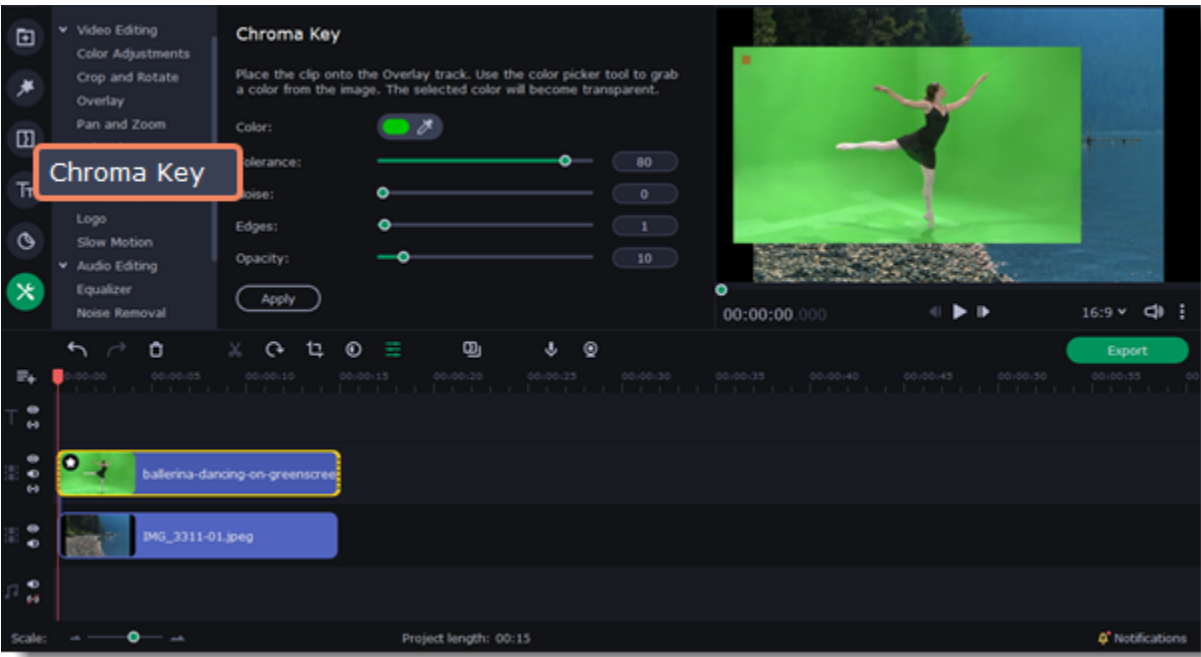 Video Editing
Color Adjustments
Crop and Rotate
Overlay
Pan and Zoom
Chroma Key
Logo
Slow Motion
Audio Editing
Equalizer
Noise Removal
Chroma Key
Place the clip onto the Overlay track. Use the color picker tool to grab
a color from the image. The selected color will become transparent.
Color:
Tolerance: 80
Noise: 0
Edges: 1
Opacity: 10
Apply
00:00:00.000
16:9
Export
00:00:00 00:00:05 00:00:10 00:00:15 00:00:20 00:00:25 00:00:30 00:00:35 00:00:40 00:00:45 00:00:50 00:00:55 00
ballerina-dancing-on-greenscree
IMG_3311-01.jpeg
Scale:
Project length: 00:15
Notifications